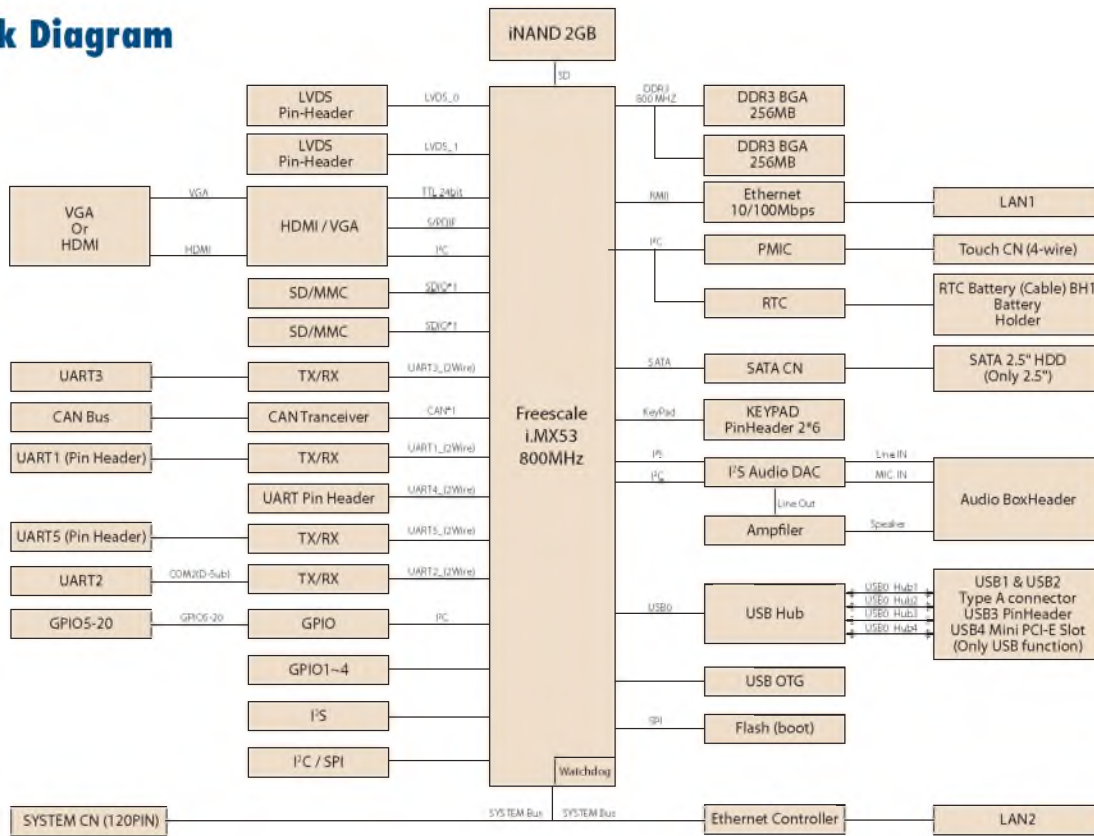 k Diagram
iNAND 2GB
SD
LVDS
Pin-Header
LVDS_0
DDR3
800 MHZ
DDR3 BGA
256MB
LVDS
Pin-Header
LVDS_1
DDR3 BGA
256MB
VGA
Or
HDMI
VGA
HDMI
HDMI / VGA
TTL 24bit
S/PDIF
I²C
RMII
Ethernet
10/100Mbps
LAN1
I²C
PMIC
Touch CN (4-wire)
RTC
RTC Battery (Cable) BH1
Battery
Holder
SD/MMC
SDIO*1
SD/MMC
SDIO*1
SATA
SATA CN
SATA 2.5" HDD
(Only 2.5")
UART3
TX/RX
UART3_(2Wire)
CAN Bus
CAN Tranceiver
CAN*1
Freescale
i.MX53
800MHz
KeyPad
KEYPAD
PinHeader 2*6
UART1 (Pin Header)
TX/RX
UART1_(2Wire)
I²S
I²C
I²S Audio DAC
Line IN
MIC IN
Audio BoxHeader
UART Pin Header
UART4_(2Wire)
Line Out
Ampfiler
Speaker
UART5 (Pin Header)
TX/RX
UART5_(2Wire)
UART2
COM2(D-Sub)
TX/RX
UART2_(2Wire)
GPIO5-20
GPIO5-20
GPIO
I²C
USB0
USB Hub
USB0 Hub1
USB0 Hub2
USB0 Hub3
USB0 Hub4
USB1 & USB2
Type A connector
USB3 PinHeader
USB4 Mini PCI-E Slot
(Only USB function)
GPIO1~4
USB OTG
I²S
SPI
Flash (boot)
I²C / SPI
Watchdog
SYSTEM CN (120PIN)
SYSTEM Bus
SYSTEM Bus
Ethernet Controller
LAN2